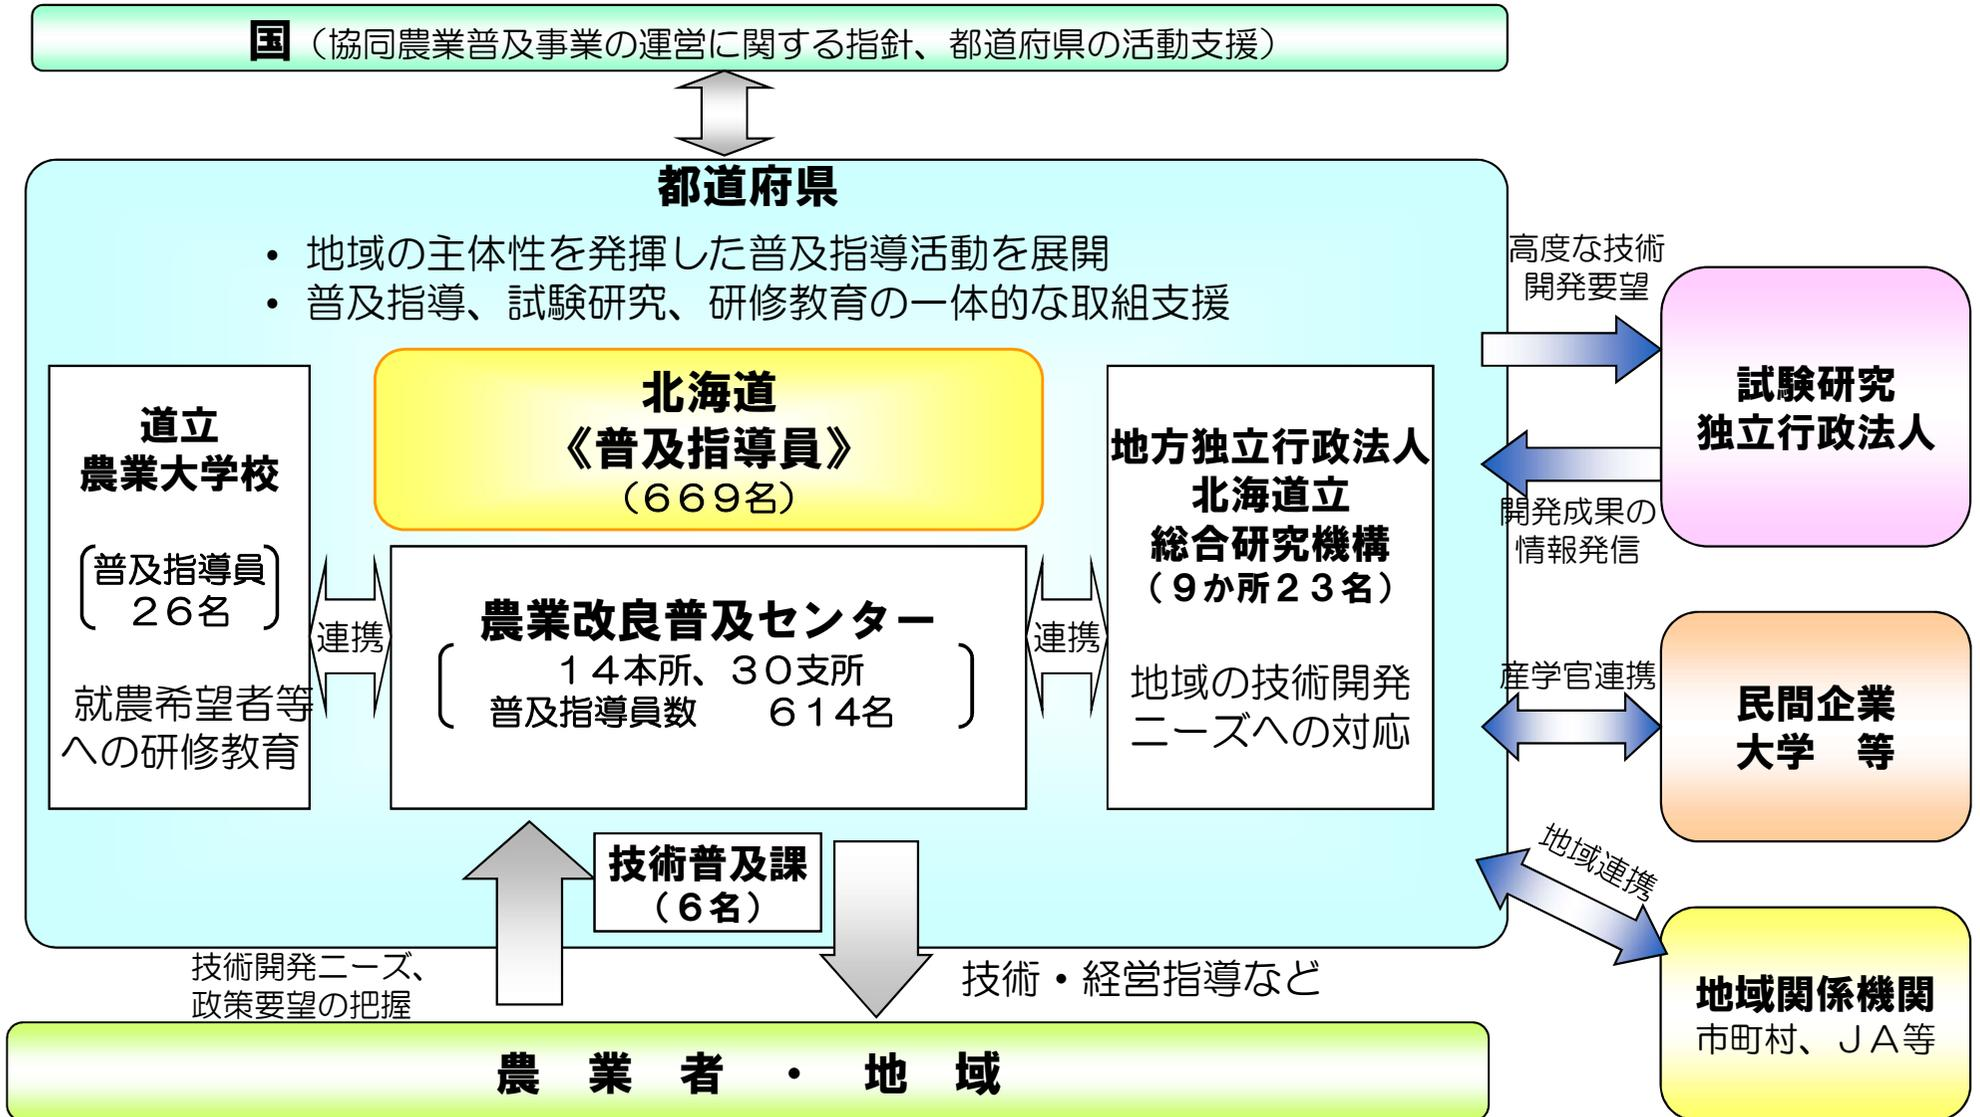 国（協同農業普及事業の運営に関する指針、都道府県の活動支援）
都道府県
• 地域の主体性を発揮した普及指導活動を展開
• 普及指導、試験研究、研修教育の一体的な取組支援
道立
農業大学校
普及指導員
２６名
就農希望者等
への研修教育
連携
北海道
《普及指導員》
（６６９名）
農業改良普及センター
１４本所、３０支所
普及指導員数　　６１４名
連携
地方独立行政法人
北海道立
総合研究機構
（９か所２３名）
地域の技術開発
ニーズへの対応
技術普及課
（６名）
技術開発ニーズ、
政策要望の把握
技術・経営指導など
農　業　者　・　地　域
高度な技術
開発要望
試験研究
独立行政法人
開発成果の
情報発信
産学官連携
民間企業
大学　等
地域連携
地域関係機関
市町村、ＪＡ等